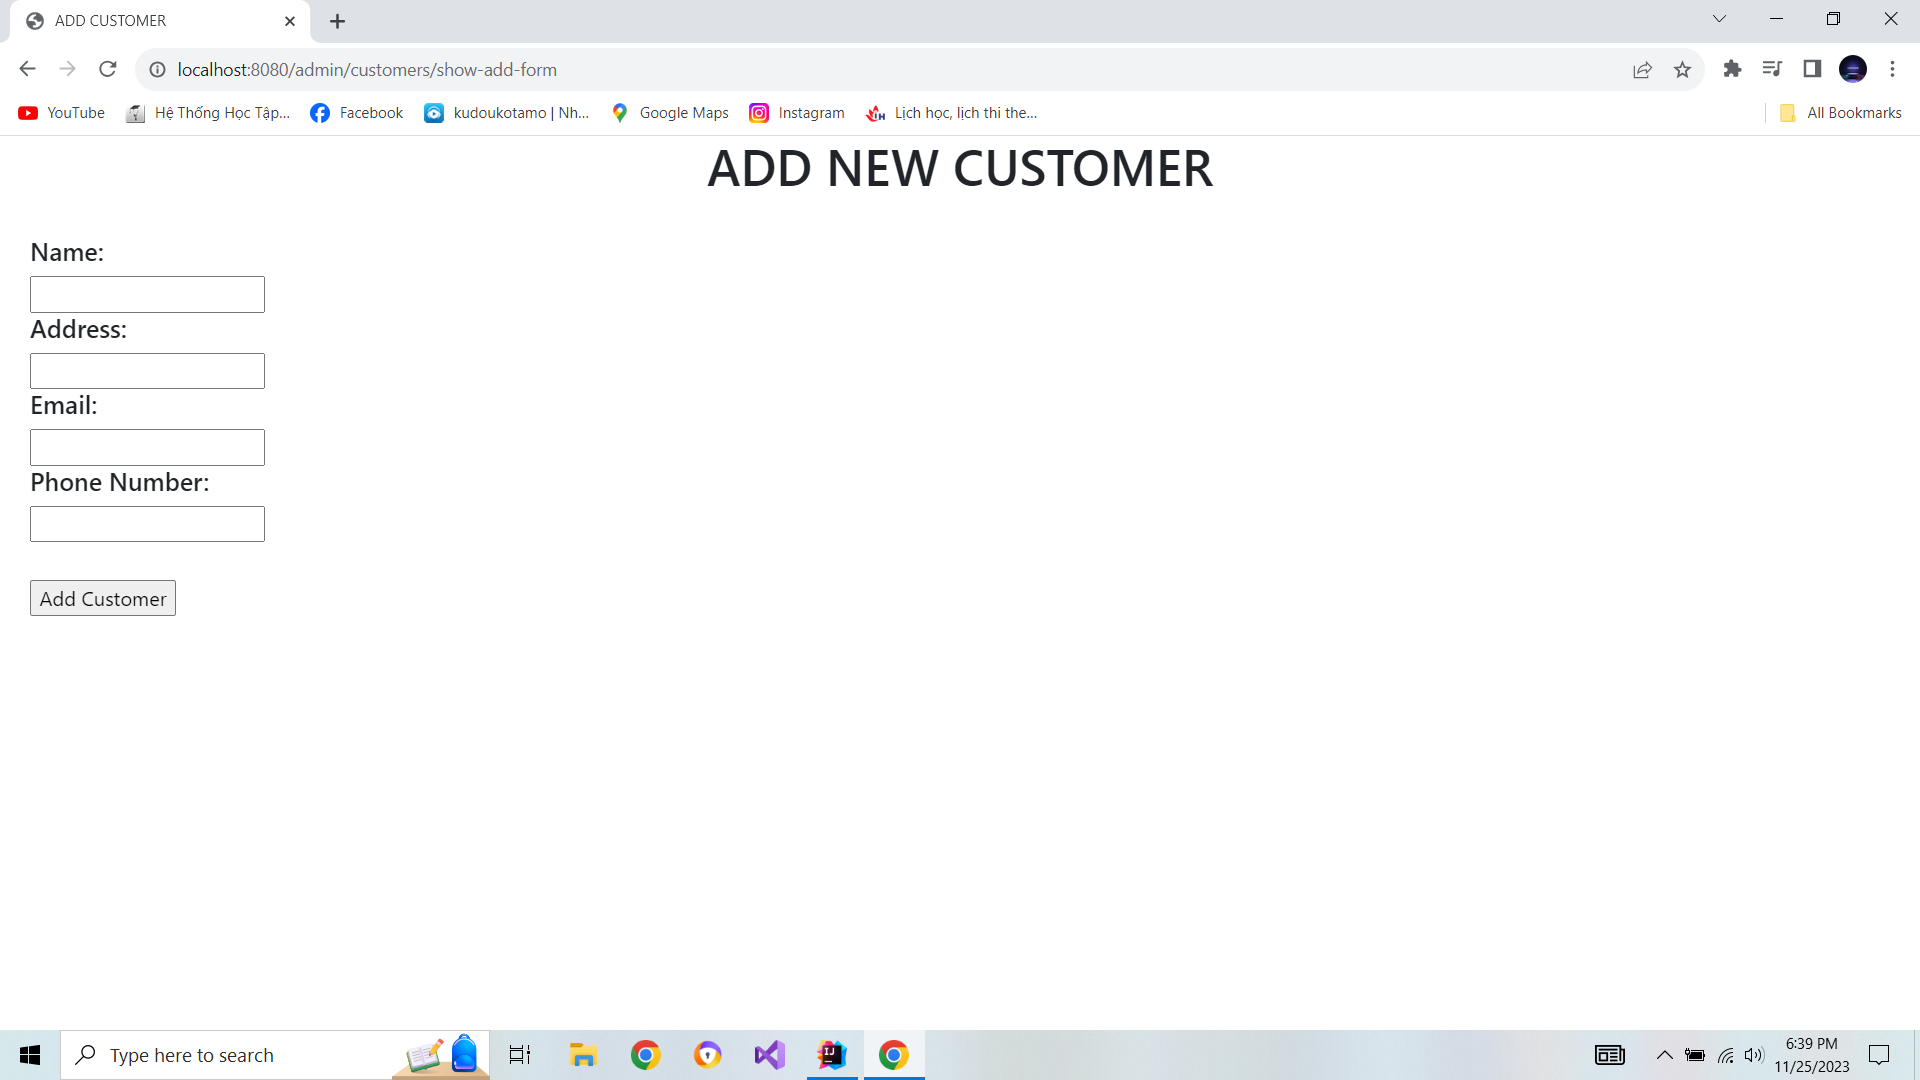 ADD CUSTOMER
localhost:8080/admin/customers/show-add-form
YouTube
Hệ Thống Học Tập...
Facebook
kudoukotamo | Nh...
Google Maps
Instagram
Lịch học, lịch thi the...
All Bookmarks
ADD NEW CUSTOMER
Name:
Address:
Email:
Phone Number:
Add Customer
Type here to search
6:39 PM
11/25/2023